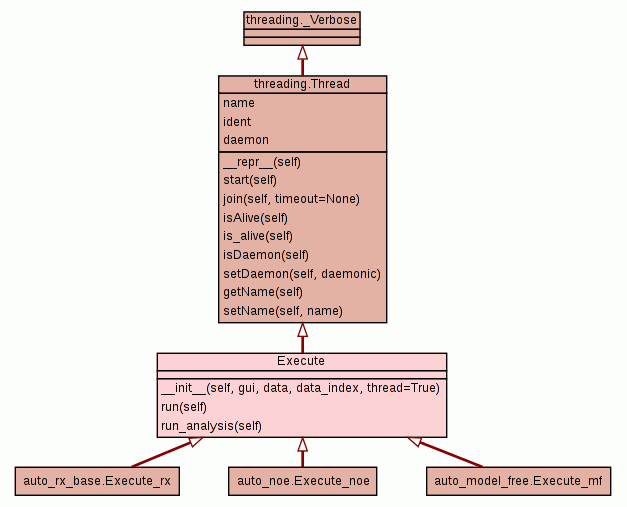 threading._Verbose
threading.Thread
name
ident
daemon
__repr__(self)
start(self)
join(self, timeout=None)
isAlive(self)
is_alive(self)
isDaemon(self)
setDaemon(self, daemonic)
getName(self)
setName(self, name)
Execute
__init__(self, gui, data, data_index, thread=True)
run(self)
run_analysis(self)
auto_rx_base.Execute_rx
auto_noe.Execute_noe
auto_model_free.Execute_mf